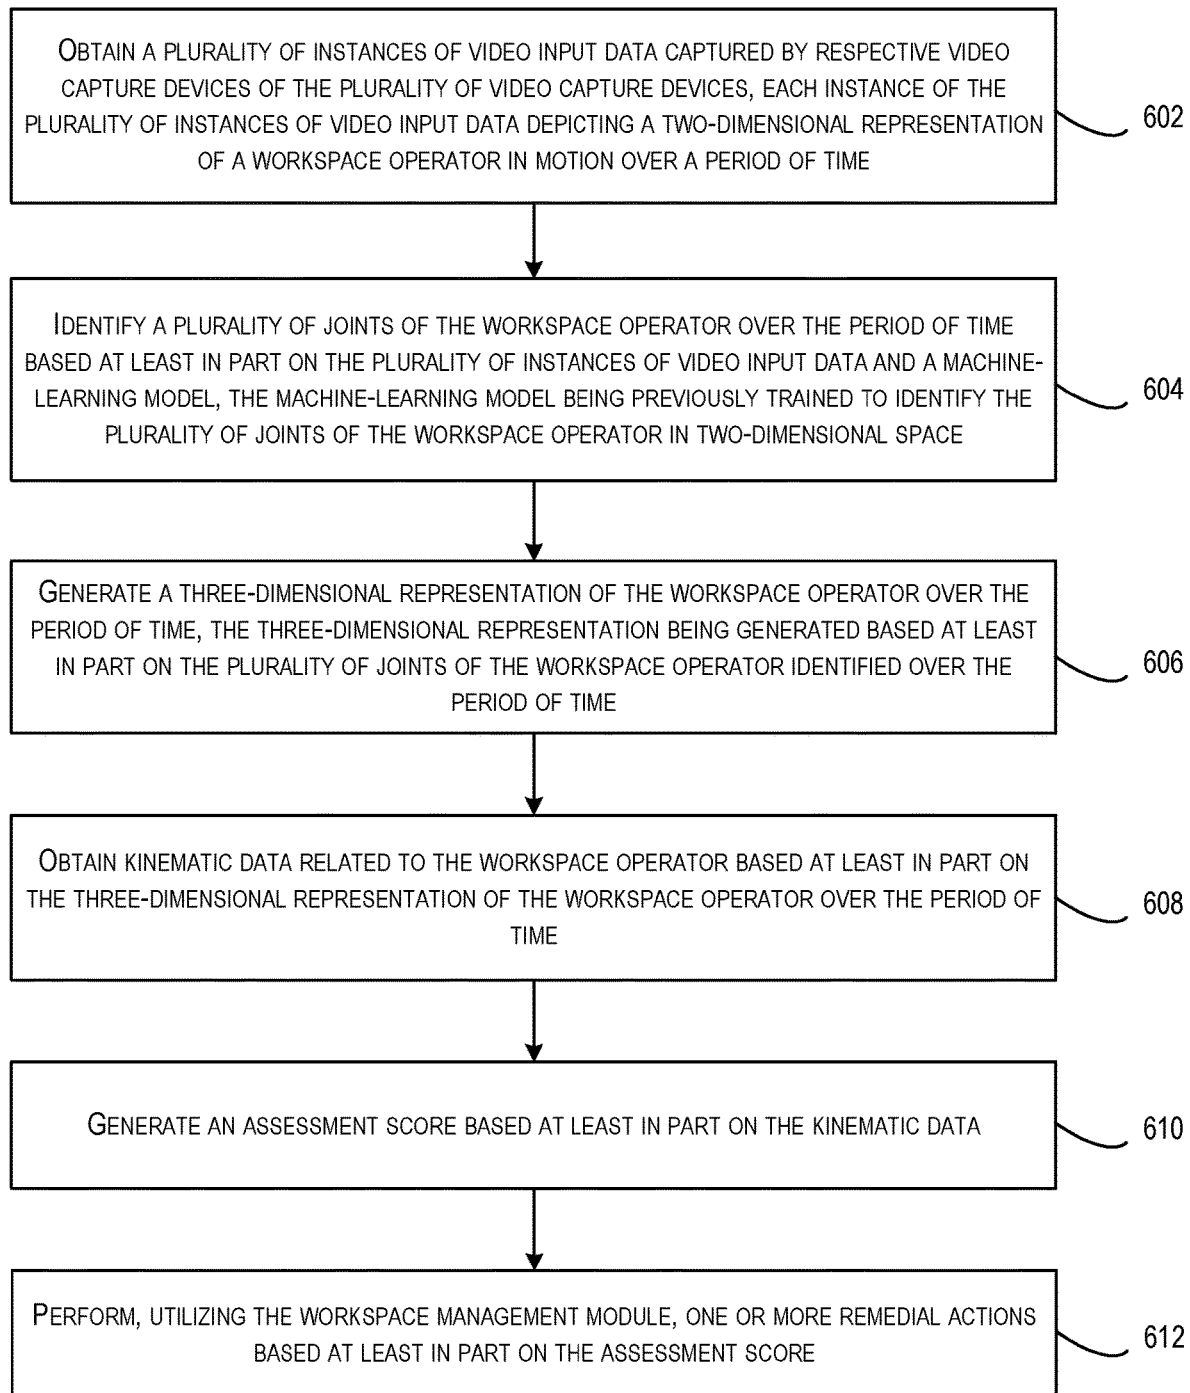 OBTAIN A PLURALITY OF INSTANCES OF VIDEO INPUT DATA CAPTURED BY RESPECTIVE VIDEO
CAPTURE DEVICES OF THE PLURALITY OF VIDEO CAPTURE DEVICES, EACH INSTANCE OF THE
PLURALITY OF INSTANCES OF VIDEO INPUT DATA DEPICTING A TWO-DIMENSIONAL REPRESENTATION
OF A WORKSPACE OPERATOR IN MOTION OVER A PERIOD OF TIME
602
IDENTIFY A PLURALITY OF JOINTS OF THE WORKSPACE OPERATOR OVER THE PERIOD OF TIME
BASED AT LEAST IN PART ON THE PLURALITY OF INSTANCES OF VIDEO INPUT DATA AND A MACHINE-
LEARNING MODEL, THE MACHINE-LEARNING MODEL BEING PREVIOUSLY TRAINED TO IDENTIFY THE
PLURALITY OF JOINTS OF THE WORKSPACE OPERATOR IN TWO-DIMENSIONAL SPACE
604
GENERATE A THREE-DIMENSIONAL REPRESENTATION OF THE WORKSPACE OPERATOR OVER THE
PERIOD OF TIME, THE THREE-DIMENSIONAL REPRESENTATION BEING GENERATED BASED AT LEAST
IN PART ON THE PLURALITY OF JOINTS OF THE WORKSPACE OPERATOR IDENTIFIED OVER THE
PERIOD OF TIME
606
OBTAIN KINEMATIC DATA RELATED TO THE WORKSPACE OPERATOR BASED AT LEAST IN PART ON
THE THREE-DIMENSIONAL REPRESENTATION OF THE WORKSPACE OPERATOR OVER THE PERIOD OF
TIME
608
GENERATE AN ASSESSMENT SCORE BASED AT LEAST IN PART ON THE KINEMATIC DATA
610
PERFORM, UTILIZING THE WORKSPACE MANAGEMENT MODULE, ONE OR MORE REMEDIAL ACTIONS
BASED AT LEAST IN PART ON THE ASSESSMENT SCORE
612